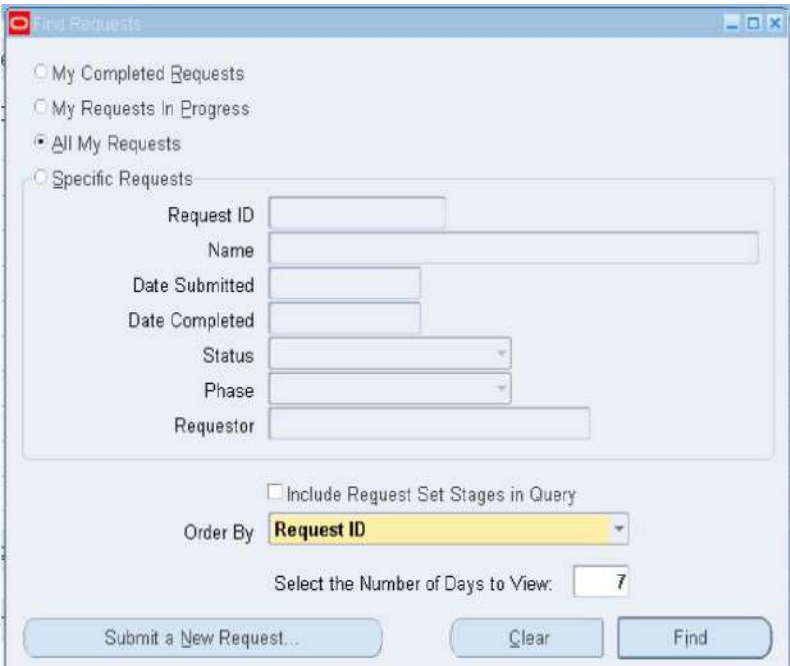 Find Requests
My Completed Requests
My Requests In Progress
All My Requests
Specific Requests
Request ID
Name
Date Submitted
Date Completed
Status
Phase
Requestor
Include Request Set Stages in Query
Order By Request ID
Select the Number of Days to View: 7
Submit a New Request... Clear Find